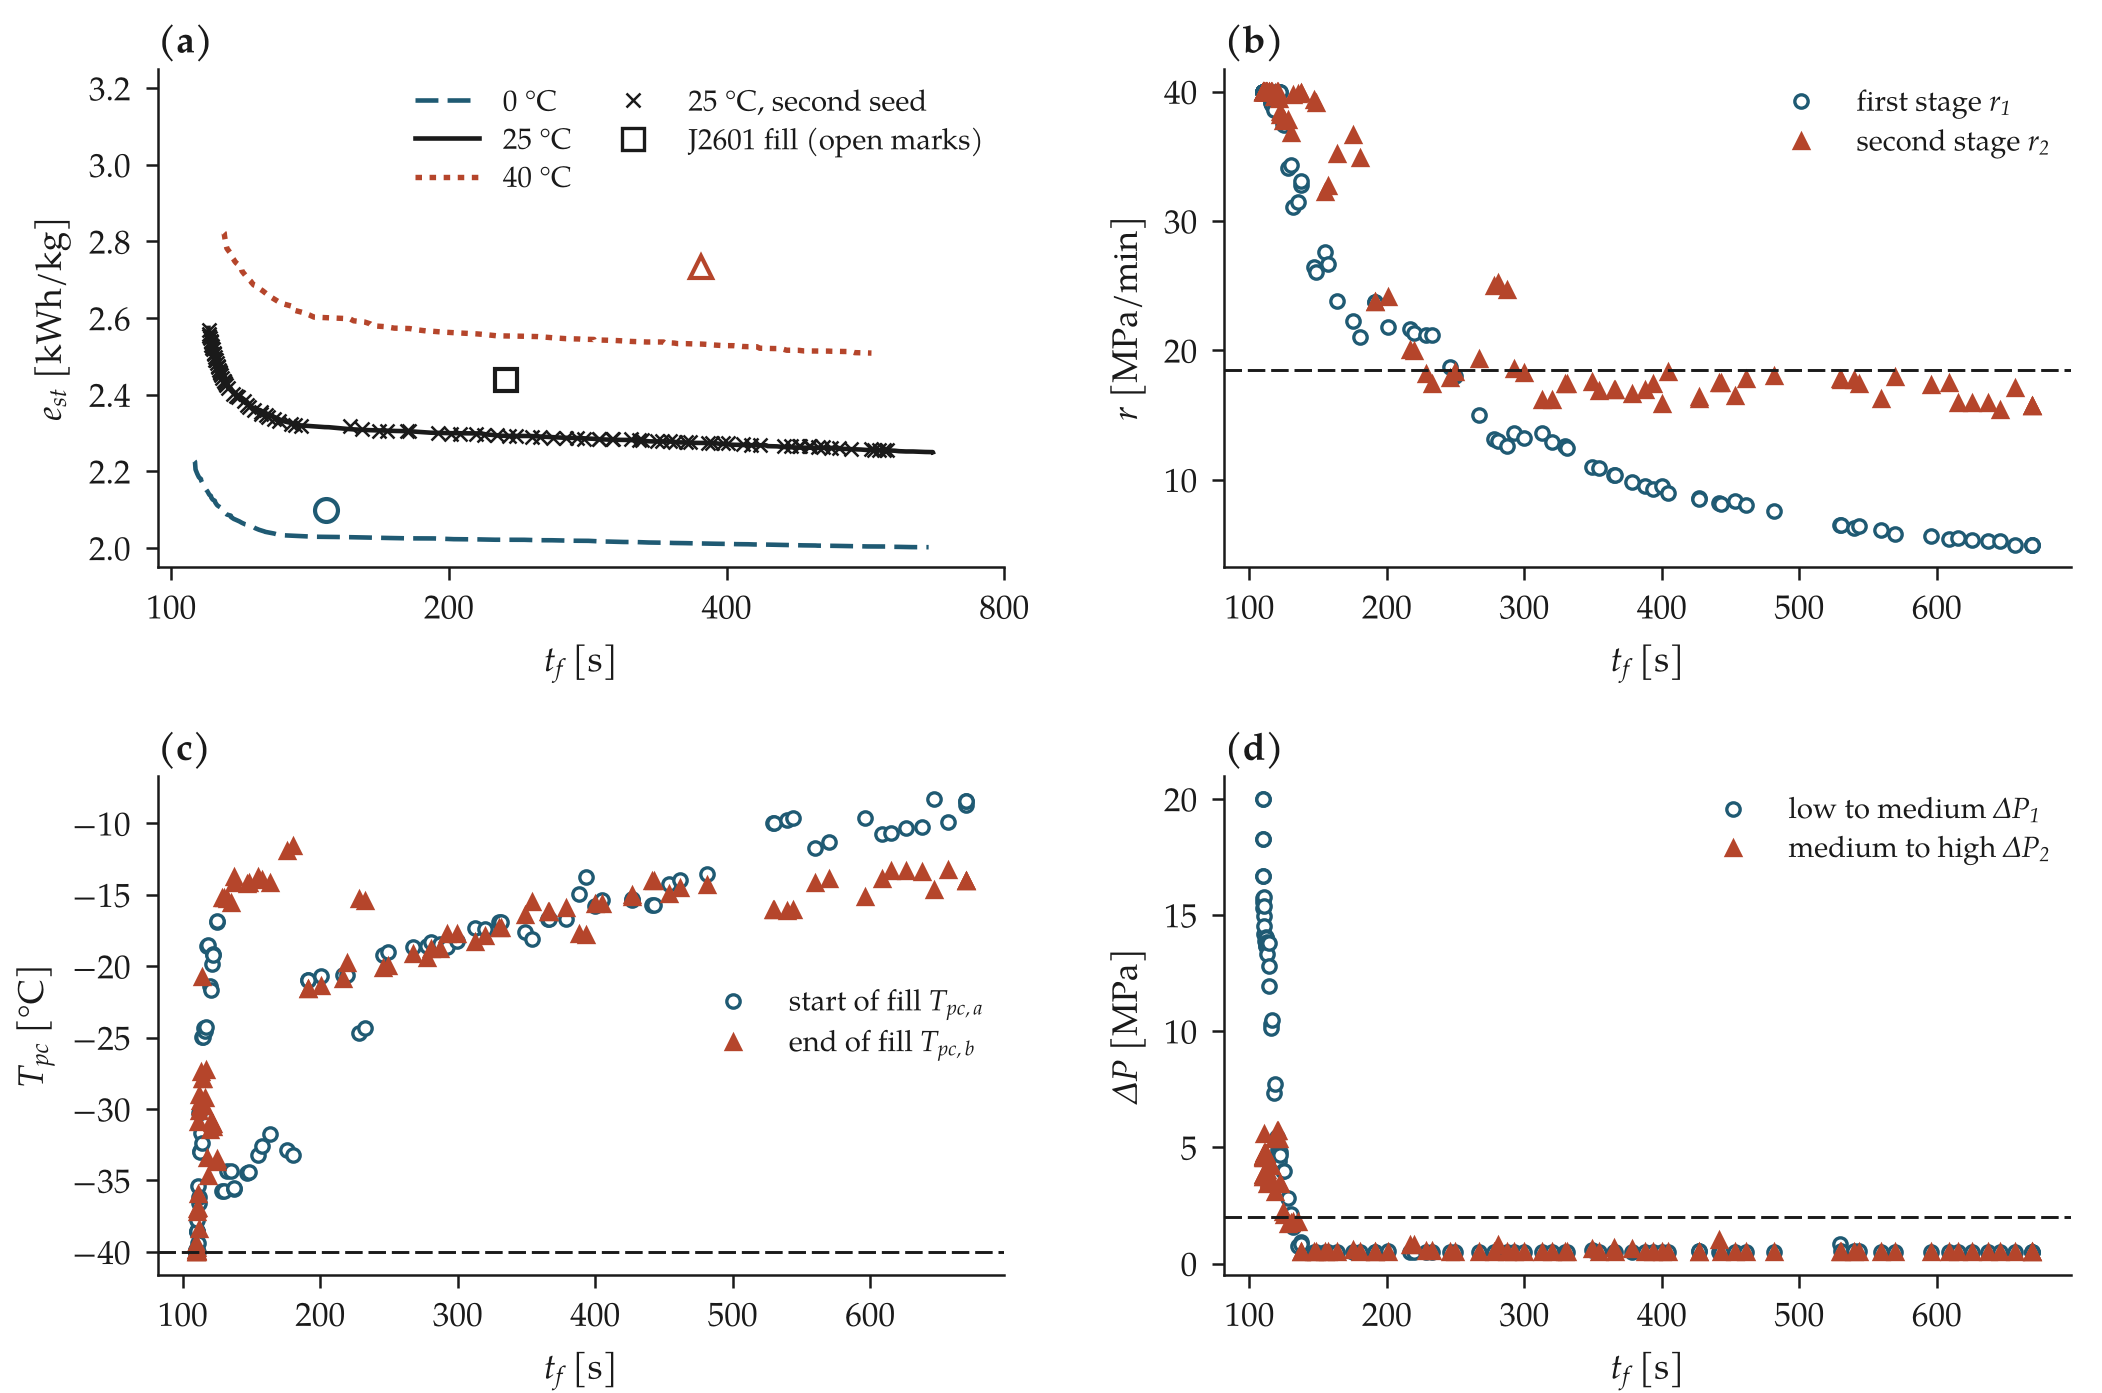 (a)
3.2
3.0
2.8
2.6
2.4
2.2
2.0
e_st [kWh/kg]
0 °C
25 °C
40 °C
25 °C, second seed
J2601 fill (open marks)
100 200 400 800
t_f [s]
(b)
40
30
20
10
r [MPa/min]
first stage r_1
second stage r_2
100 200 300 400 500 600
t_f [s]
(c)
−10
−15
−20
−25
−30
−35
−40
T_pc [°C]
start of fill T_pc,a
end of fill T_pc,b
100 200 300 400 500 600
t_f [s]
(d)
20
15
10
5
0
ΔP [MPa]
low to medium ΔP_1
medium to high ΔP_2
100 200 300 400 500 600
t_f [s]